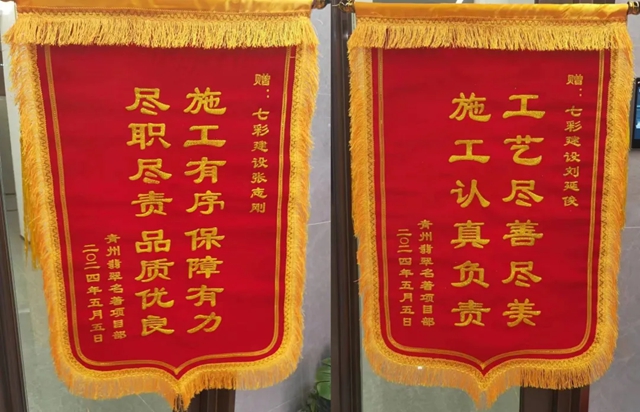 赠：七彩建设张志刚
施工有序 保障有力
尽职尽责 品质优良
青州翡翠名著项目部
二〇二四年五月五日
赠：七彩建设刘延俊
工艺尽善尽美
施工认真负责
青州翡翠名著项目部
二〇二四年五月五日